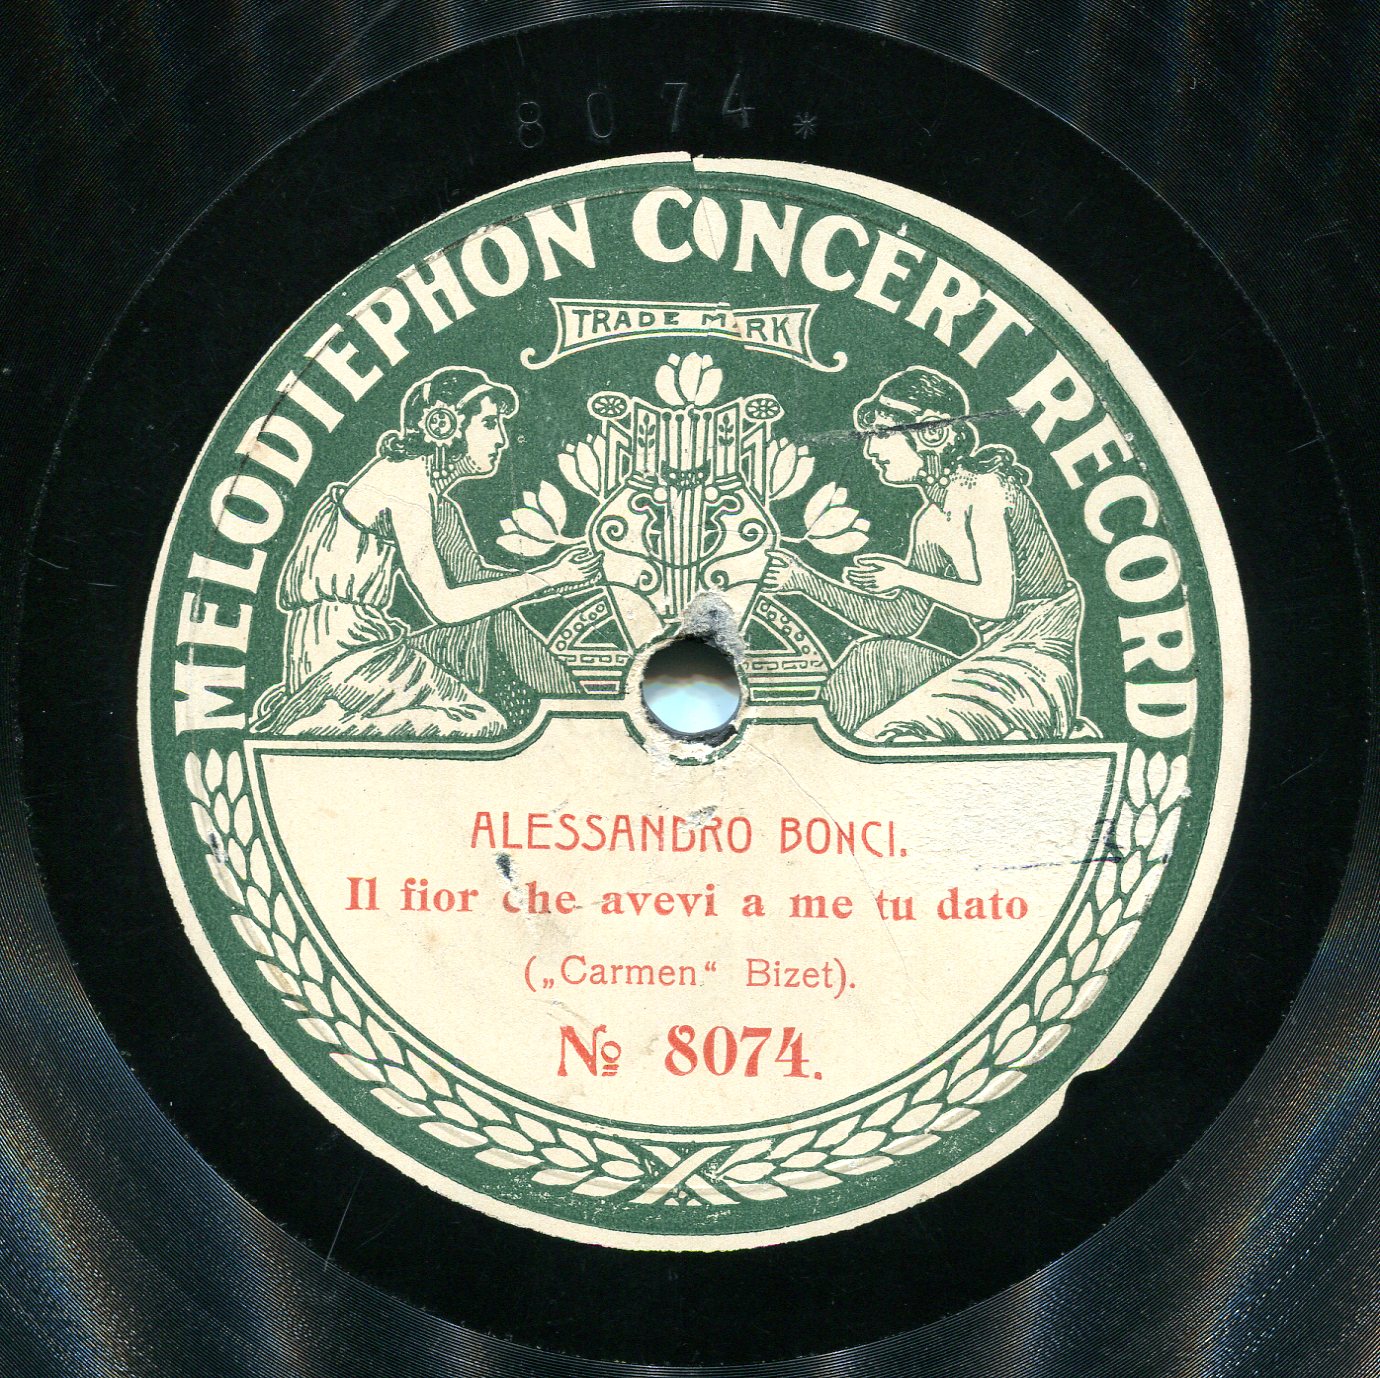 8074*
MELODIEPHON CONCERT RECORD
TRADE MARK
ALESSANDRO BONCI.
Il fior che avevi a me tu dato
(„Carmen“ Bizet).
No 8074.